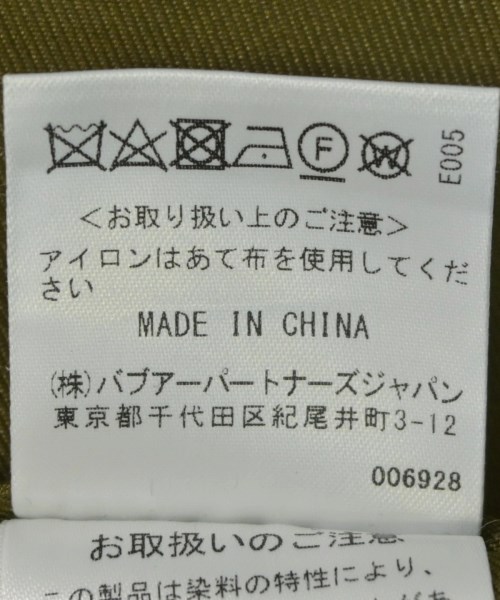 F W E005
<お取り扱い上のご注意>
アイロンはあて布を使用してくだ
さい
MADE IN CHINA
(株)バブアーパートナーズジャパン
東京都千代田区紀尾井町3-12
006928
お取扱いのご注意
この製品は染料の特性により、